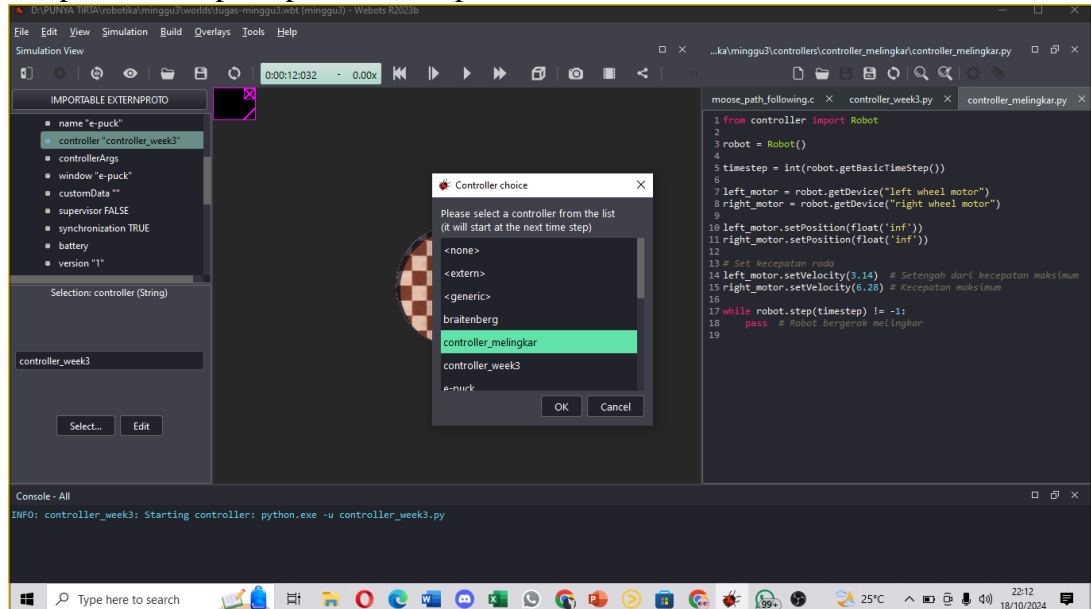 D:\PUNYA TIRTA\robotika\minggu3\worlds\tugas-minggu3.wbt (minggu3) - Webots R2023b
File Edit View Simulation Build Overlays Tools Help
Simulation View
...ka\minggu3\controllers\controller_melingkar\controller_melingkar.py
0:00:12:032 - 0.00x
IMPORTABLE EXTERNPROTO
moose_path_following.c × controller_week3.py × controller_melingkar.py ×
name "e-puck"
controller "controller_week3"
controllerArgs
window "e-puck"
customData ""
supervisor FALSE
synchronization TRUE
battery
version "1"
Selection: controller (String)
controller_week3
Select... Edit
Controller choice
Please select a controller from the list
(it will start at the next time step)
<none>
<extern>
<generic>
braitenberg
controller_melingkar
controller_week3
e-puck
OK Cancel
1 from controller import Robot
2
3 robot = Robot()
4
5 timestep = int(robot.getBasicTimeStep())
6
7 left_motor = robot.getDevice("left wheel motor")
8 right_motor = robot.getDevice("right wheel motor")
9
10 left_motor.setPosition(float('inf'))
11 right_motor.setPosition(float('inf'))
12
13 # Set kecepatan roda
14 left_motor.setVelocity(3.14) # Setengah dari kecepatan maksimum
15 right_motor.setVelocity(6.28) # Kecepatan maksimum
16
17 while robot.step(timestep) != -1:
18 pass # Robot bergerak melingkar
19
Console - All
INFO: controller_week3: Starting controller: python.exe -u controller_week3.py
Type here to search
99+
25°C
22:12
18/10/2024